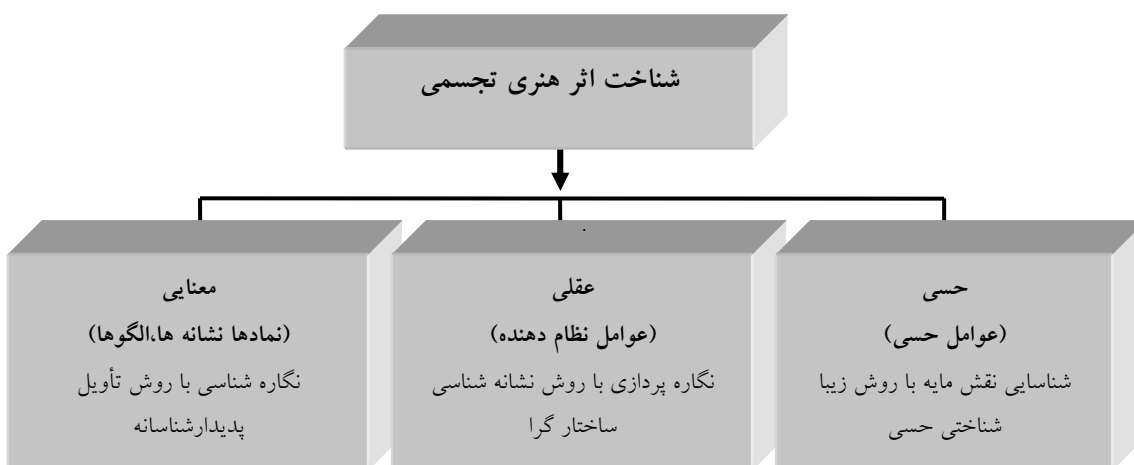 شناخت اثر هنری تجسمی
حسی
(عوامل حسی)
شناسایی نقش مایه با روش زیبا
شناختی حسی
عقلی
(عوامل نظام دهنده)
نگاره پردازی با روش نشانه شناسی
ساختار گرا
معنایی
(نمادها نشانه ها،الگوها)
نگاره شناسی با روش تأویل
پدیدارشناسانه